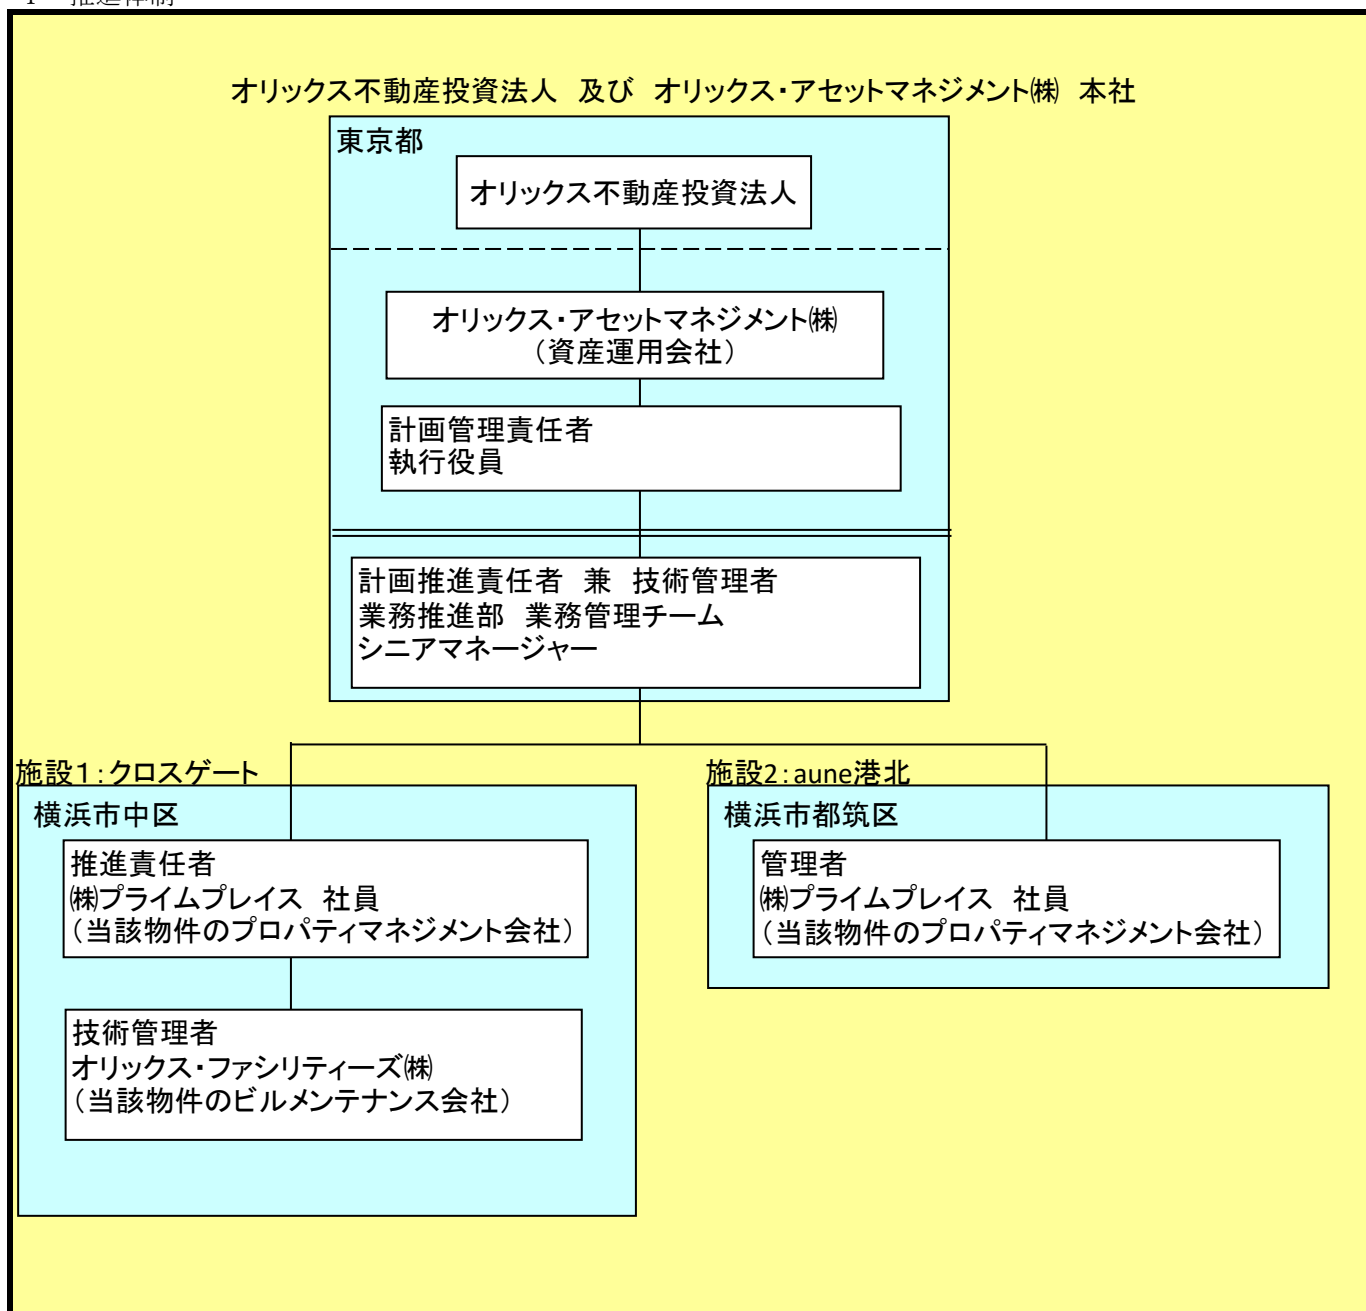 オリックス不動産投資法人 及び オリックス・アセットマネジメント㈱ 本社
東京都
オリックス不動産投資法人
オリックス・アセットマネジメント㈱
（資産運用会社）
計画管理責任者
執行役員
計画推進責任者 兼 技術管理者
業務推進部 業務管理チーム
シニアマネージャー
施設1：クロスゲート
横浜市中区
推進責任者
㈱プライムプレイス 社員
（当該物件のプロパティマネジメント会社）
技術管理者
オリックス・ファシリティーズ㈱
（当該物件のビルメンテナンス会社）
施設2：aune港北
横浜市都筑区
管理者
㈱プライムプレイス 社員
（当該物件のプロパティマネジメント会社）